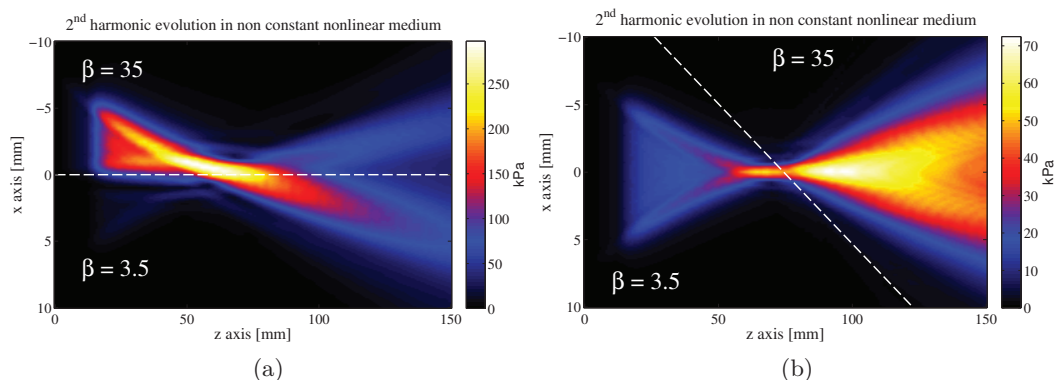 2nd harmonic evolution in non constant nonlinear medium
-10
-5
0
5
10
x axis [mm]
β = 35
β = 3.5
0
50
100
150
z axis [mm]
250
200
150
100
50
0
kPa
(a)
2nd harmonic evolution in non constant nonlinear medium
-10
-5
0
5
10
x axis [mm]
β = 35
β = 3.5
0
50
100
150
z axis [mm]
70
60
50
40
30
20
10
0
kPa
(b)